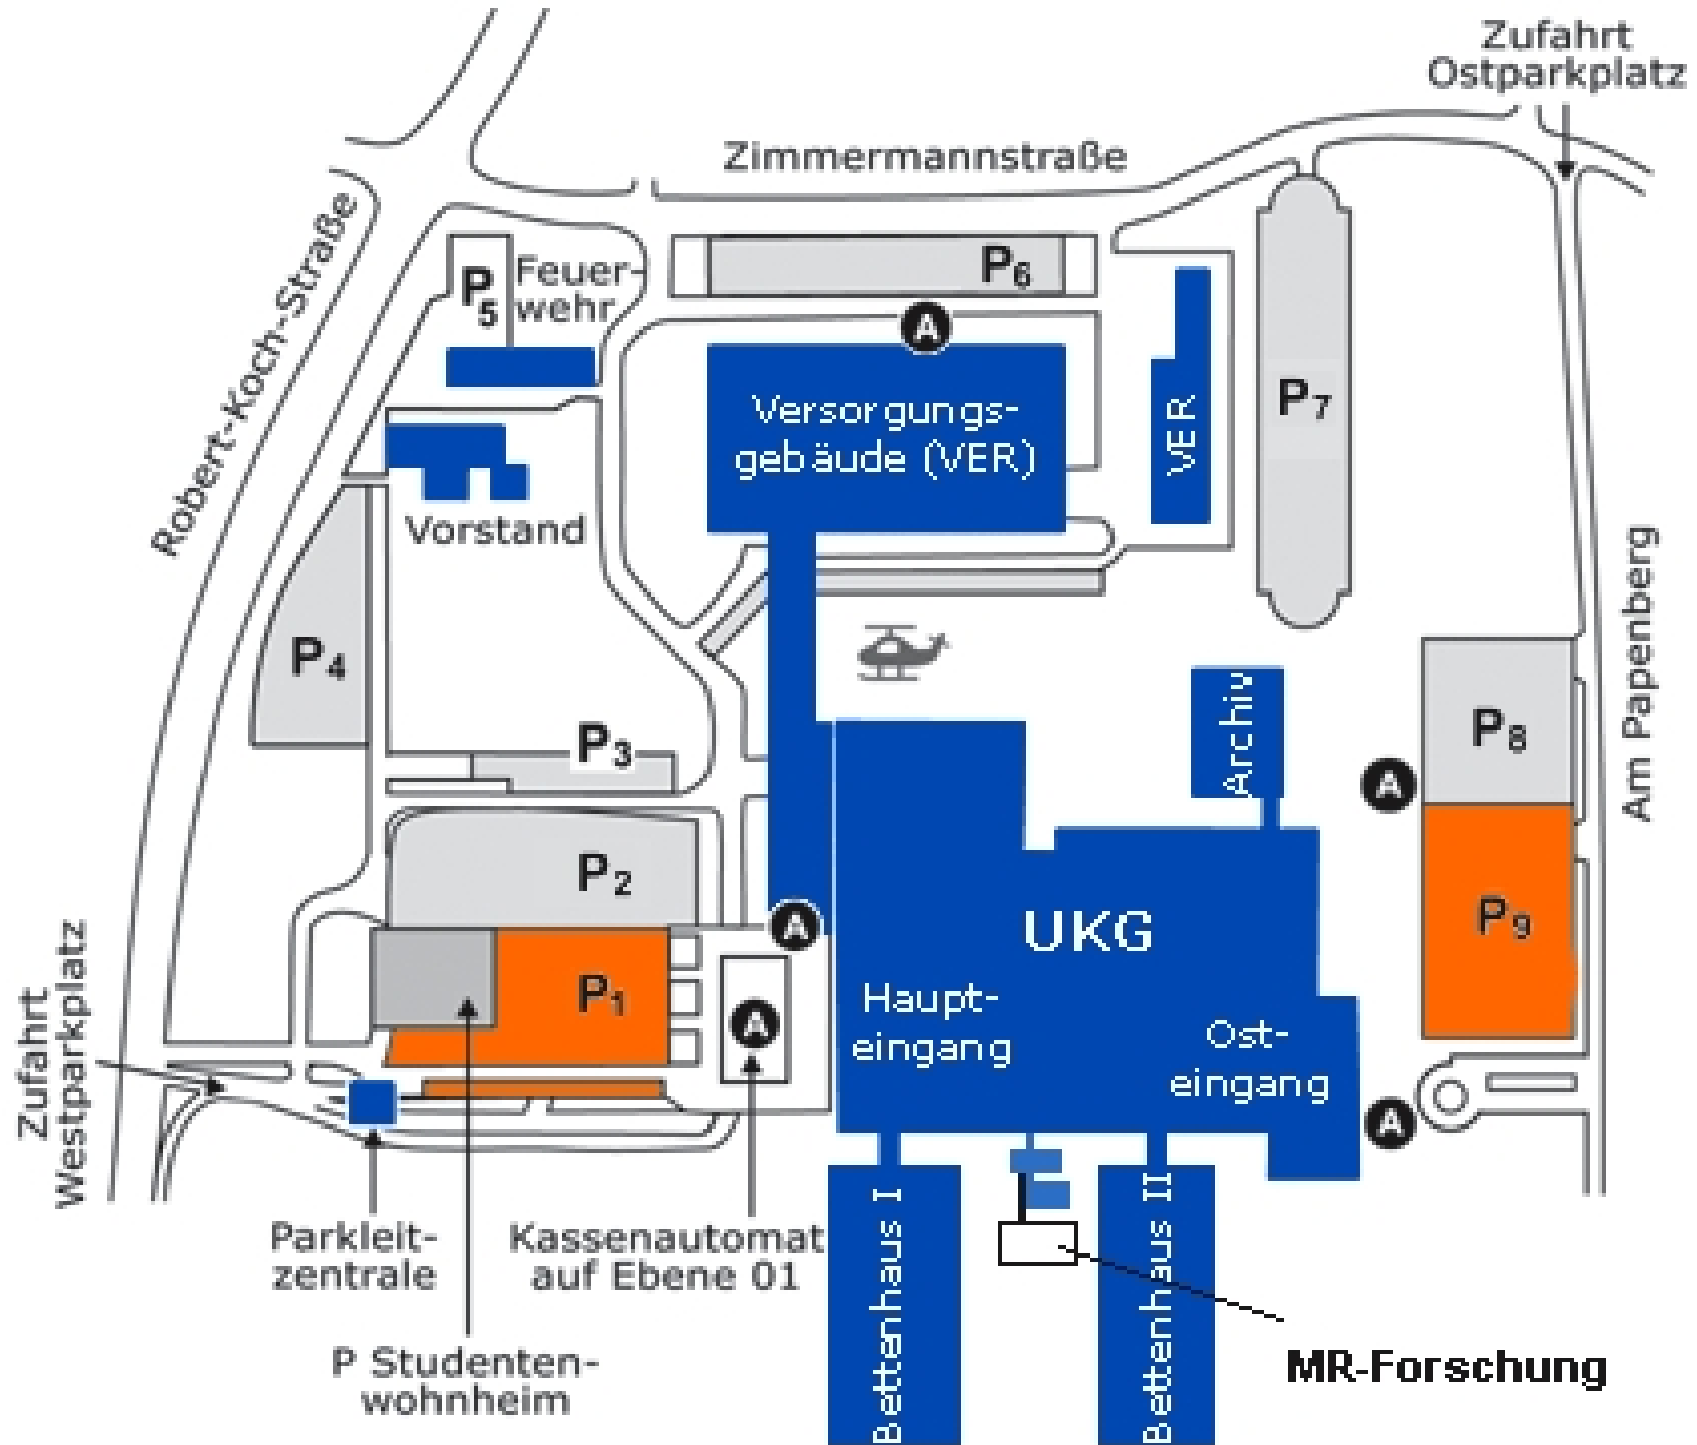 Zufahrt
Ostparkplatz
Zimmermannstraße
Robert-Koch-Straße
P5
Feuer-
wehr
P6
A
Versorgungs-
gebäude (VER)
VER
P7
Vorstand
Am Papenberg
P4
Archiv
P8
P3
A
P2
A
UKG
P9
Zufahrt
Westparkplatz
P1
A
Haupt-
eingang
Ost-
eingang
A
Parkleit-
zentrale
Kassenautomat
auf Ebene 01
Bettenhaus I
Bettenhaus II
P Studenten-
wohnheim
MR-Forschung